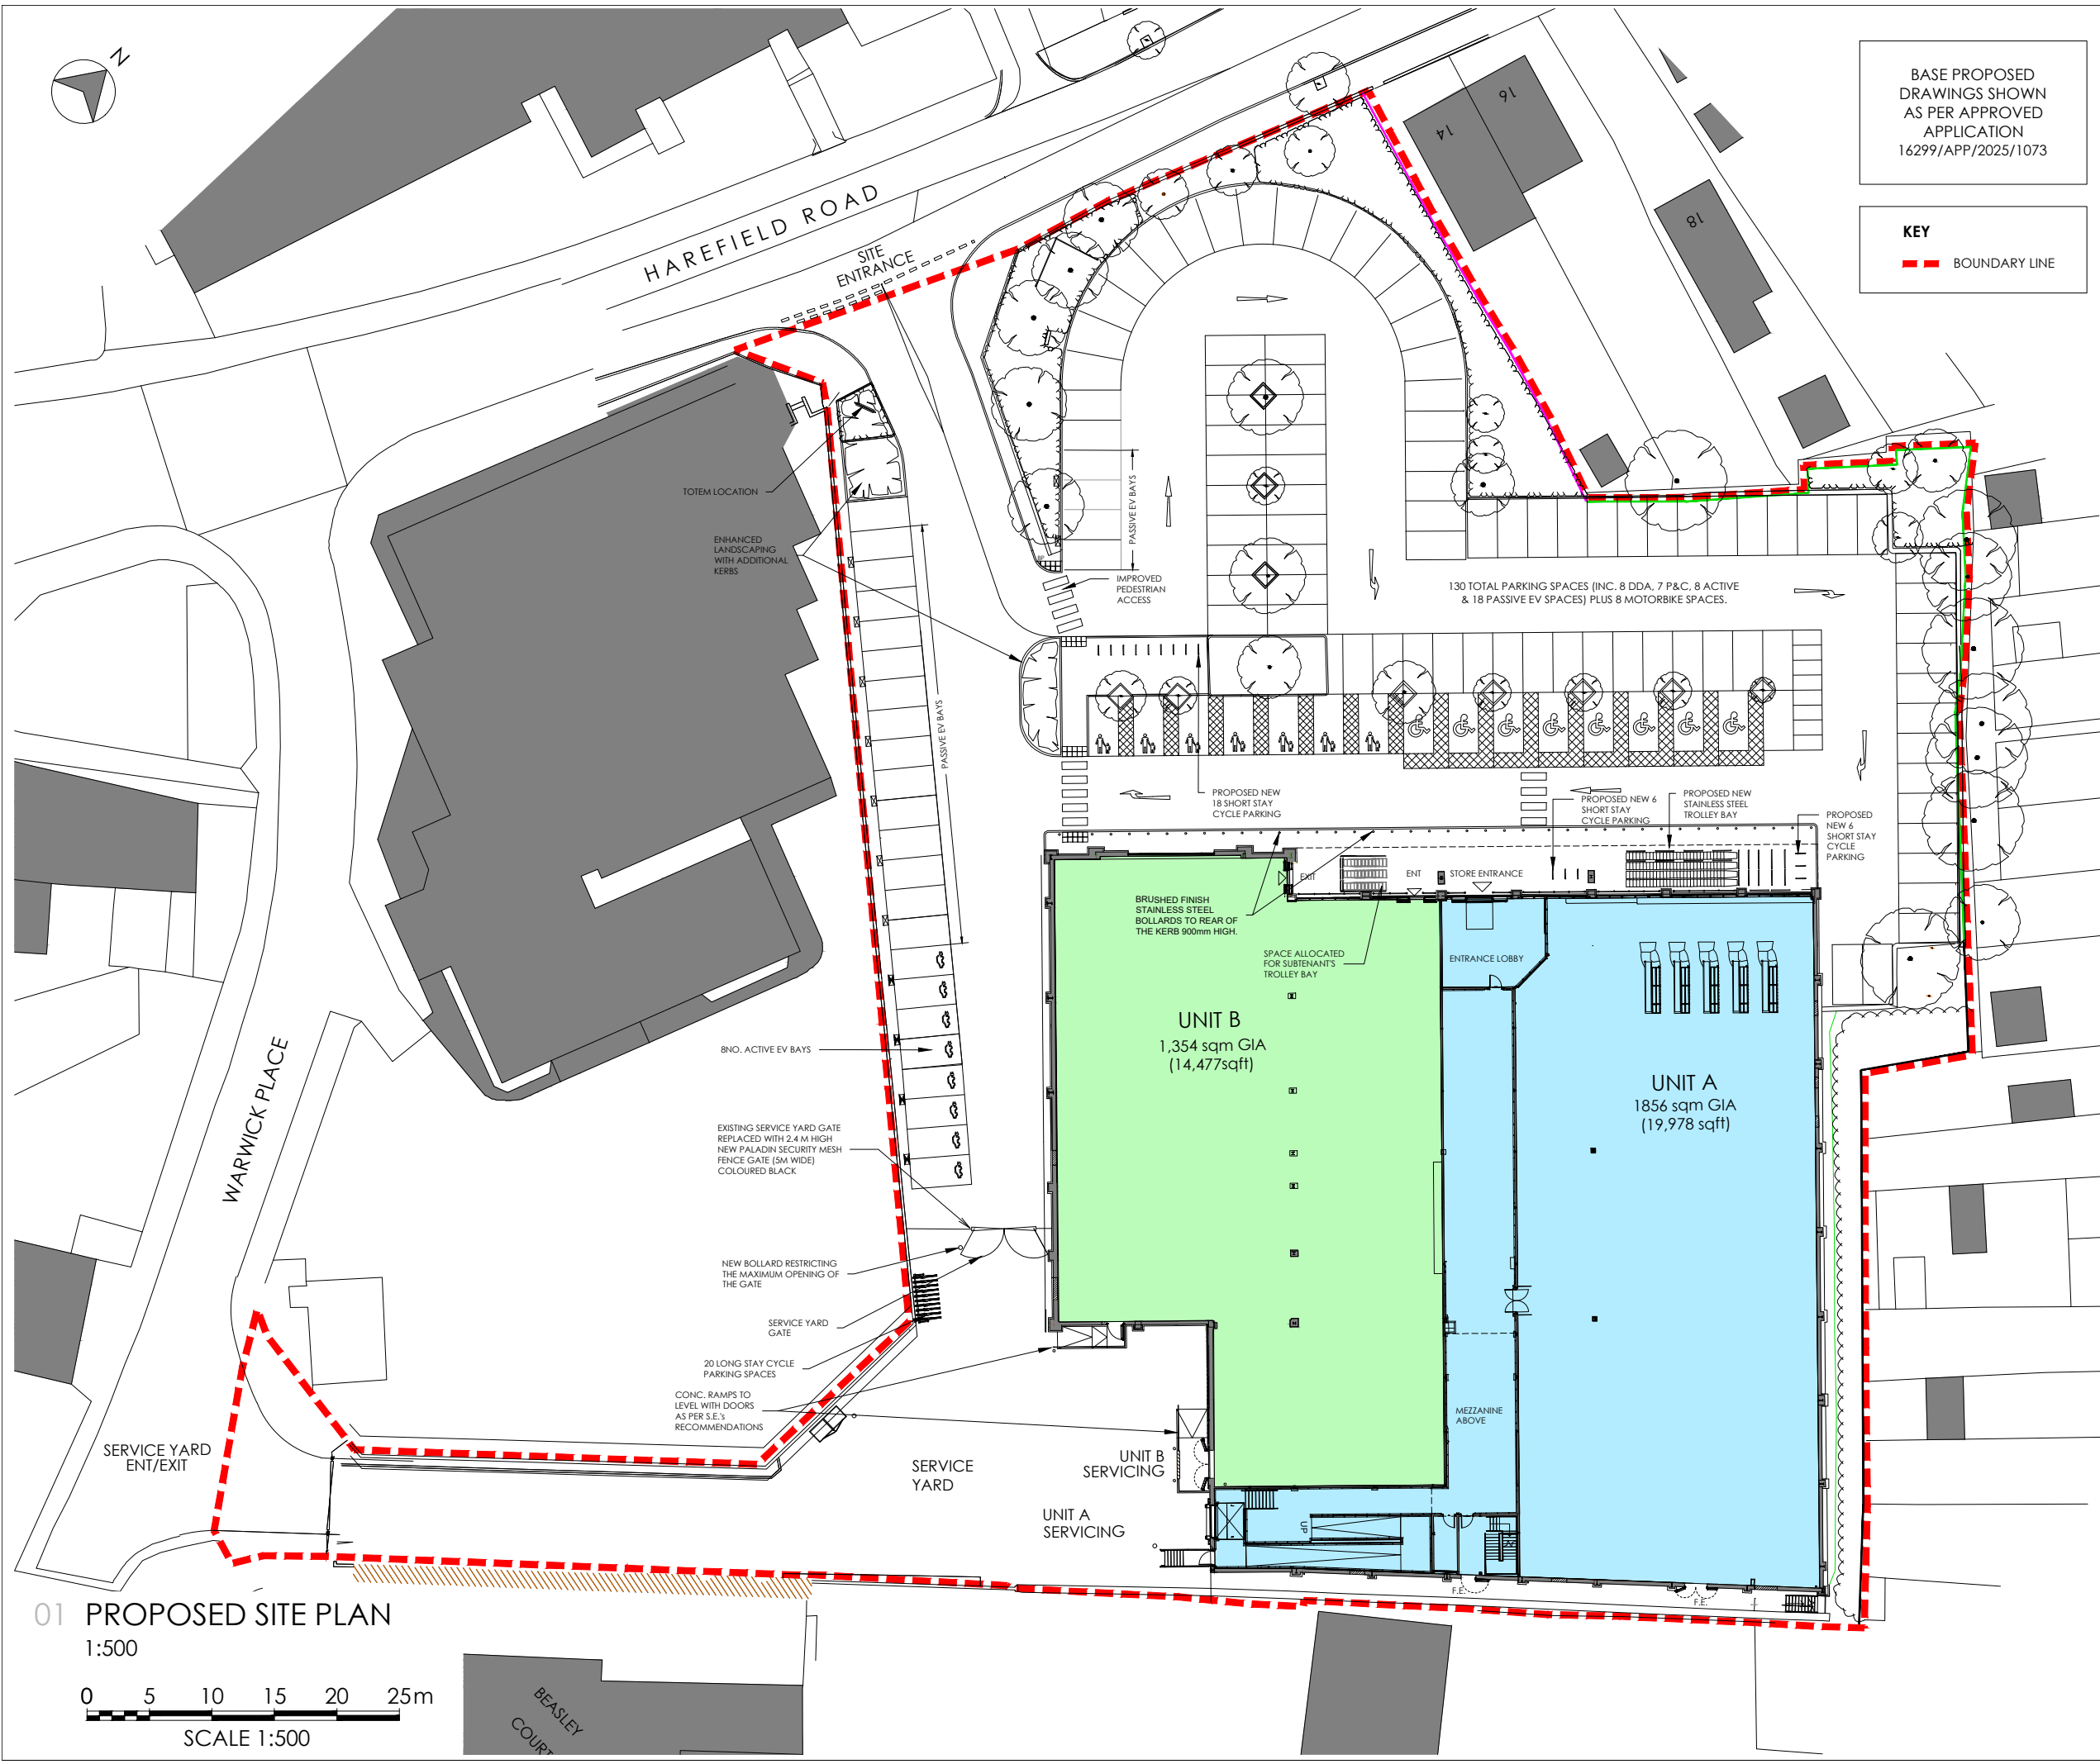 N
BASE PROPOSED
DRAWINGS SHOWN
AS PER APPROVED
APPLICATION
16299/APP/2025/1073
KEY
BOUNDARY LINE
16
14
18
HAREFIELD ROAD
SITE
ENTRANCE
TOTEM LOCATION
ENHANCED
LANDSCAPING
WITH ADDITIONAL
KERBS
PASSIVE EV BAYS
PASSIVE EV BAYS
IMPROVED
PEDESTRIAN
ACCESS
130 TOTAL PARKING SPACES (INC. 8 DDA, 7 P&C, 8 ACTIVE
& 18 PASSIVE EV SPACES) PLUS 8 MOTORBIKE SPACES.
PROPOSED NEW
18 SHORT STAY
CYCLE PARKING
PROPOSED NEW 6
SHORT STAY
CYCLE PARKING
PROPOSED NEW
STAINLESS STEEL
TROLLEY BAY
PROPOSED
NEW 6
SHORT STAY
CYCLE
PARKING
EXIT
ENT
STORE ENTRANCE
BRUSHED FINISH
STAINLESS STEEL
BOLLARDS TO REAR OF
THE KERB 900mm HIGH.
SPACE ALLOCATED
FOR SUBTENANT'S
TROLLEY BAY
ENTRANCE LOBBY
UNIT B
1,354 sqm GIA
(14,477sqft)
UNIT A
1856 sqm GIA
(19,978 sqft)
8NO. ACTIVE EV BAYS
WARWICK PLACE
EXISTING SERVICE YARD GATE
REPLACED WITH 2.4 M HIGH
NEW PALADIN SECURITY MESH
FENCE GATE (5M WIDE)
COLOURED BLACK
NEW BOLLARD RESTRICTING
THE MAXIMUM OPENING OF
THE GATE
SERVICE YARD
GATE
20 LONG STAY CYCLE
PARKING SPACES
CONC. RAMPS TO
LEVEL WITH DOORS
AS PER S.E.'s
RECOMMENDATIONS
MEZZANINE
ABOVE
SERVICE YARD
ENT/EXIT
SERVICE
YARD
UNIT B
SERVICING
UNIT A
SERVICING
UP
F.E.
F.E.
01 PROPOSED SITE PLAN
1:500
0 5 10 15 20 25m
SCALE 1:500
BEASLEY
COURT